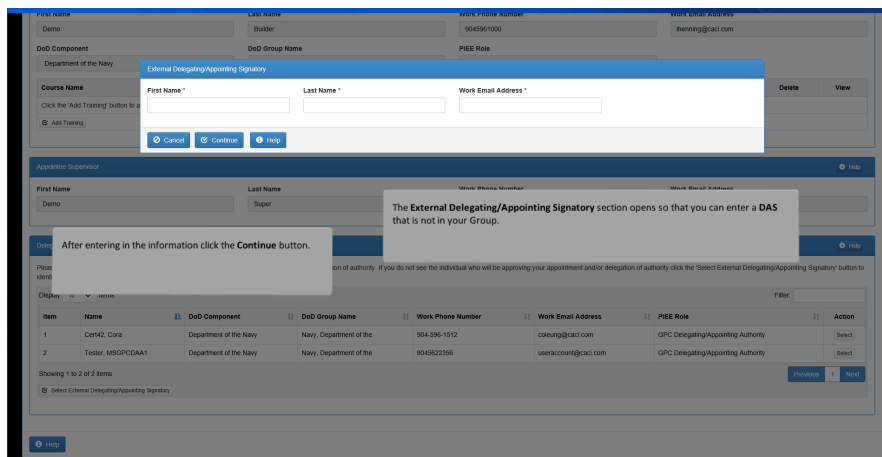 First Name Last Name Work Phone Number Work Email Address
Demo Builder 9045961000 lhenning@caci.com
DoD Component DoD Group Name PIEE Role
Department of the Navy
External Delegating/Appointing Signatory
First Name * Last Name * Work Email Address *
Cancel Continue Help
Course Name Delete View
Click the 'Add Training' button to a
Add Training
Appointee Supervisor Help
First Name Last Name Work Phone Number Work Email Address
Demo Super
The External Delegating/Appointing Signatory section opens so that you can enter a DAS
that is not in your Group.
After entering in the information click the Continue button.
Deleg Help
Pleas ion of authority. If you do not see the individual who will be approving your appointment and/or delegation of authority click the 'Select External Delegating/Appointing Signatory' button to
identi
Display 10 items Filter:
Item Name DoD Component DoD Group Name Work Phone Number Work Email Address PIEE Role Action
1 Cert42, Cora Department of the Navy Navy, Department of the 904-596-1512 coleung@caci.com GPC Delegating/Appointing Authority Select
2 Tester, MSGPCDAA1 Department of the Navy Navy, Department of the 9045622356 useraccount@caci.com GPC Delegating/Appointing Authority Select
Showing 1 to 2 of 2 items Previous 1 Next
Select External Delegating/Appointing Signatory
Help